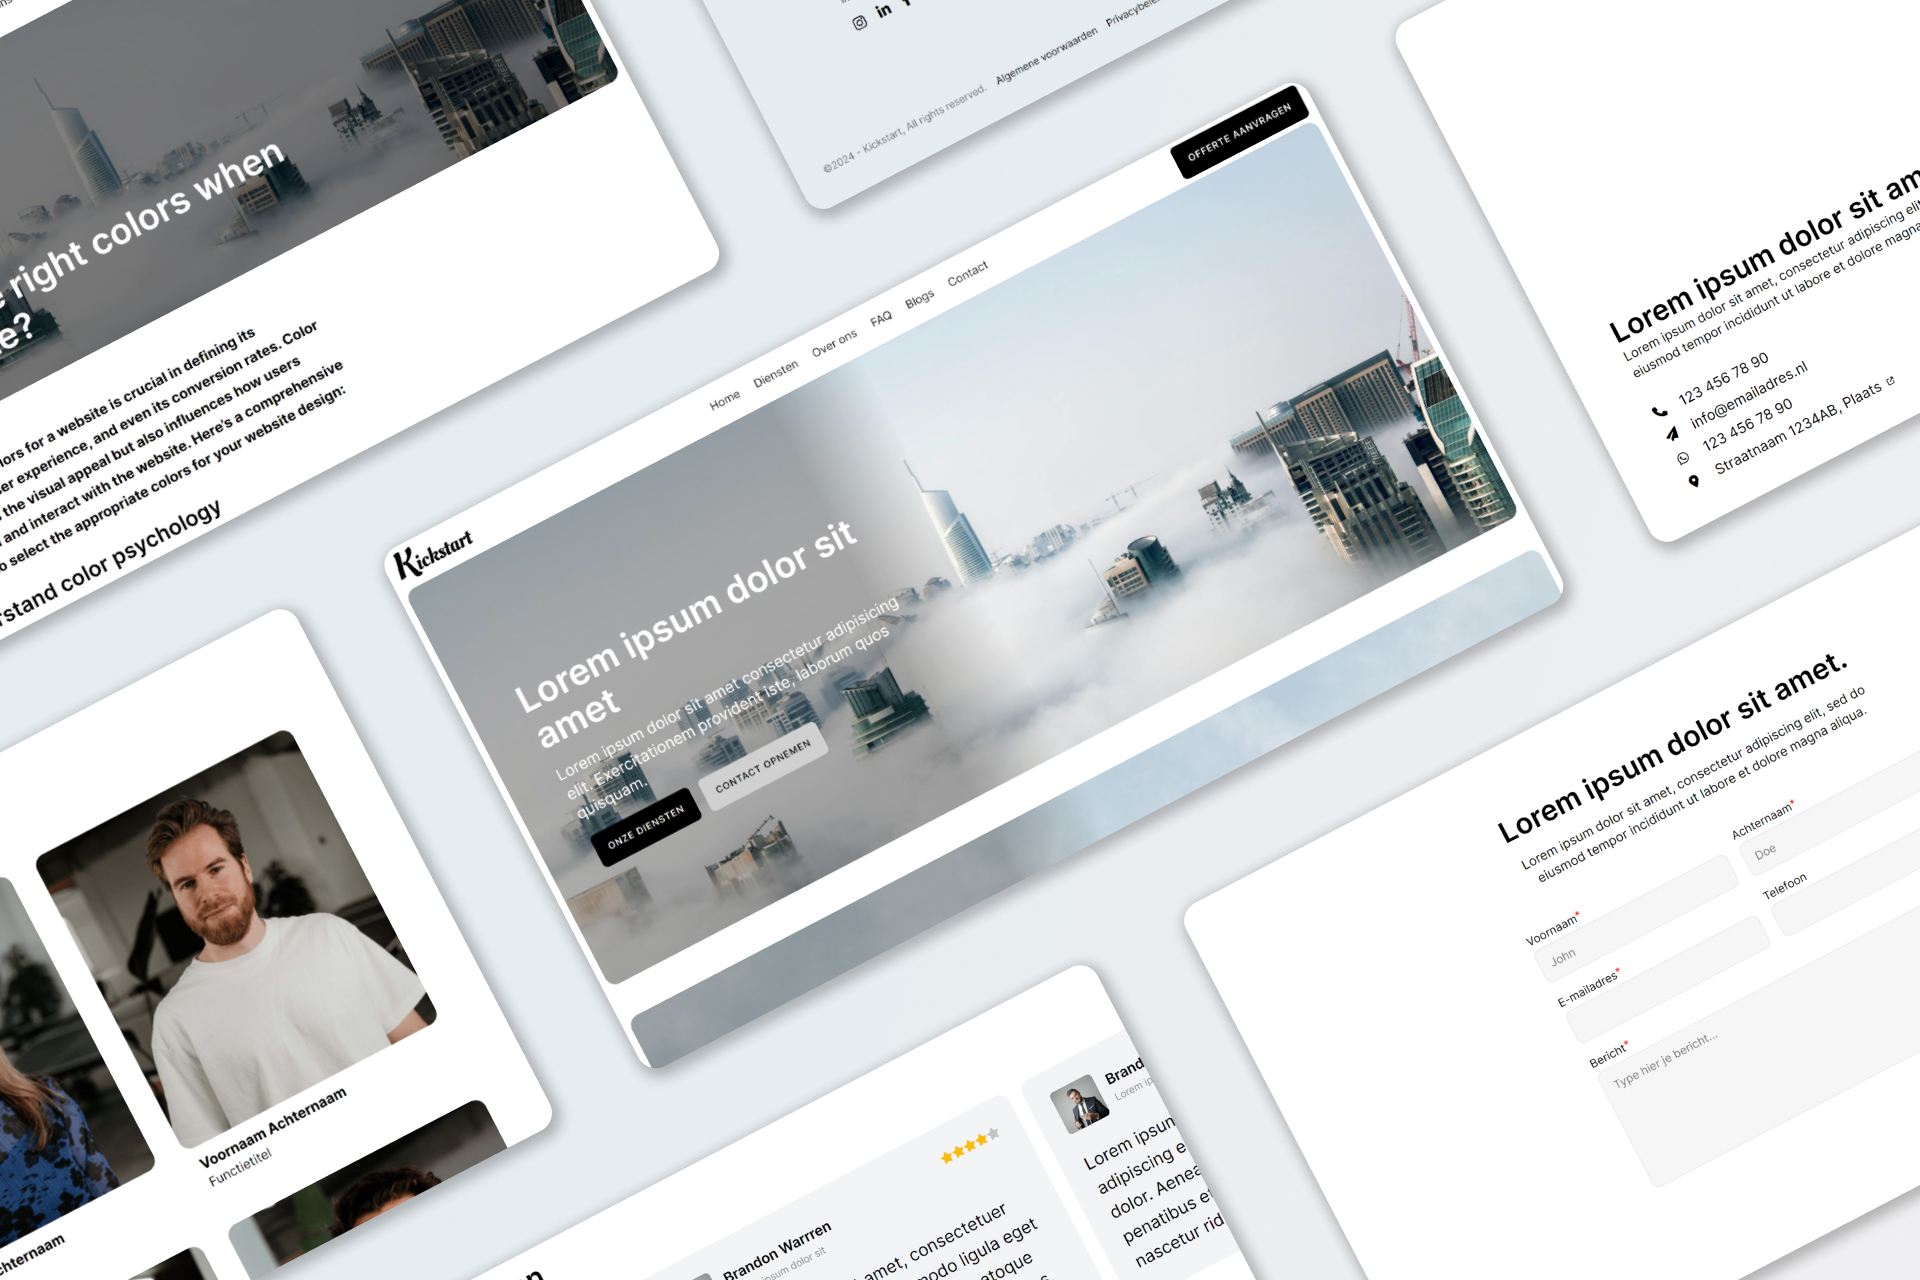 right colors when
e?
ors for a website is crucial in defining its
er experience, and even its conversion rates. Color
the visual appeal but also influences how users
and interact with the website. Here's a comprehensive
o select the appropriate colors for your website design:
rstand color psychology
©2024 - Kickstart, All rights reserved. Algemene voorwaarden
Kickstart
Home
Diensten
Over ons
FAQ
Blogs
Contact
OFFERTE AANVRAGEN
Lorem ipsum dolor sit
amet
Lorem ipsum dolor sit amet consectetur adipisicing
elit. Exercitationem provident iste, laborum quos
quisquam.
ONZE DIENSTEN
CONTACT OPNEMEN
Lorem ipsum dolor sit am
Lorem ipsum dolor sit amet, consectetur adipiscing elit
eiusmod tempor incididunt ut labore et dolore magna
123 456 78 90
info@emailadres.nl
123 456 78 90
Straatnaam 1234AB, Plaats
Voornaam Achternaam
Functietitel
chternaam
Brandon Warrren
psum dolor sit
amet, consectetuer
modo ligula eget
atoque
Brand
Lorem ip
Lorem ipsun
adipiscing e
dolor. Aenea
penatibus e
nascetur rid
Lorem ipsum dolor sit amet.
Lorem ipsum dolor sit amet, consectetur adipiscing elit, sed do
eiusmod tempor incididunt ut labore et dolore magna aliqua.
Voornaam*
John
Achternaam*
Doe
E-mailadres*
Telefoon
Bericht*
Type hier je bericht...